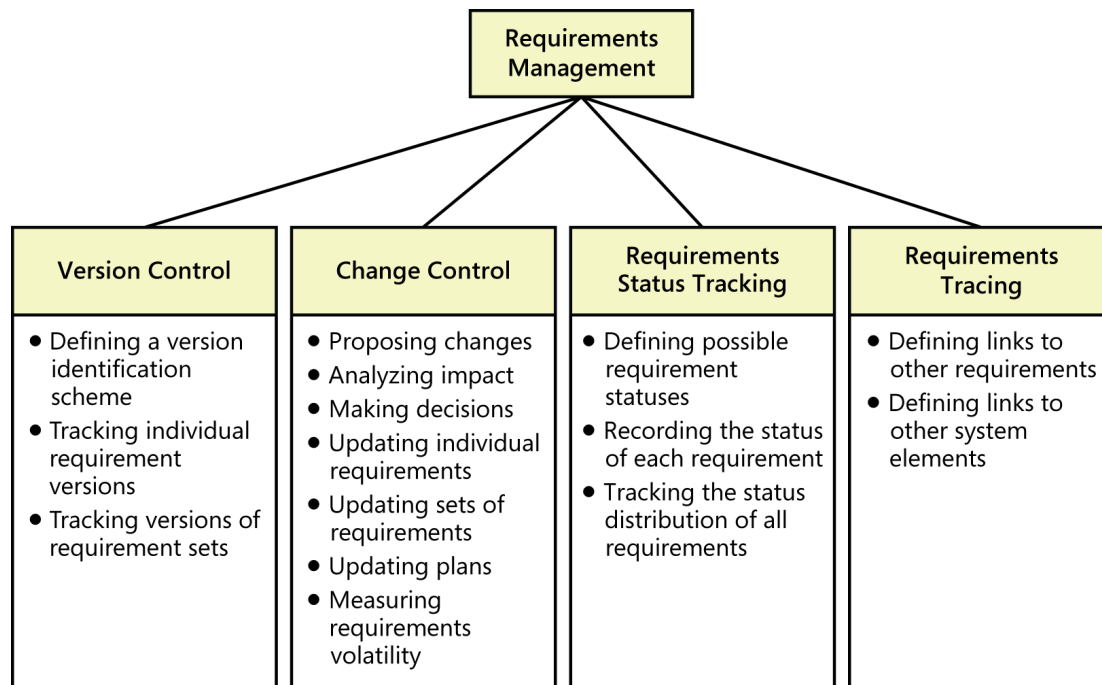 Requirements
Management
Version Control
• Defining a version
identification
scheme
• Tracking individual
requirement
versions
• Tracking versions of
requirement sets
Change Control
• Proposing changes
• Analyzing impact
• Making decisions
• Updating individual
requirements
• Updating sets of
requirements
• Updating plans
• Measuring
requirements
volatility
Requirements
Status Tracking
• Defining possible
requirement
statuses
• Recording the status
of each requirement
• Tracking the status
distribution of all
requirements
Requirements
Tracing
• Defining links to
other requirements
• Defining links to
other system
elements